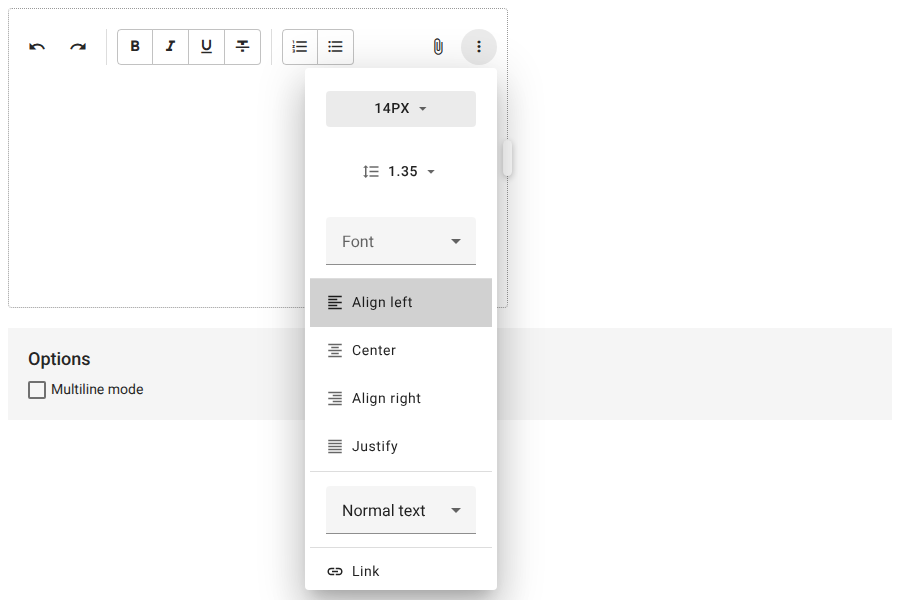 B I U
14PX
1.35
Font
Align left
Center
Align right
Justify
Normal text
Link
Options
Multiline mode